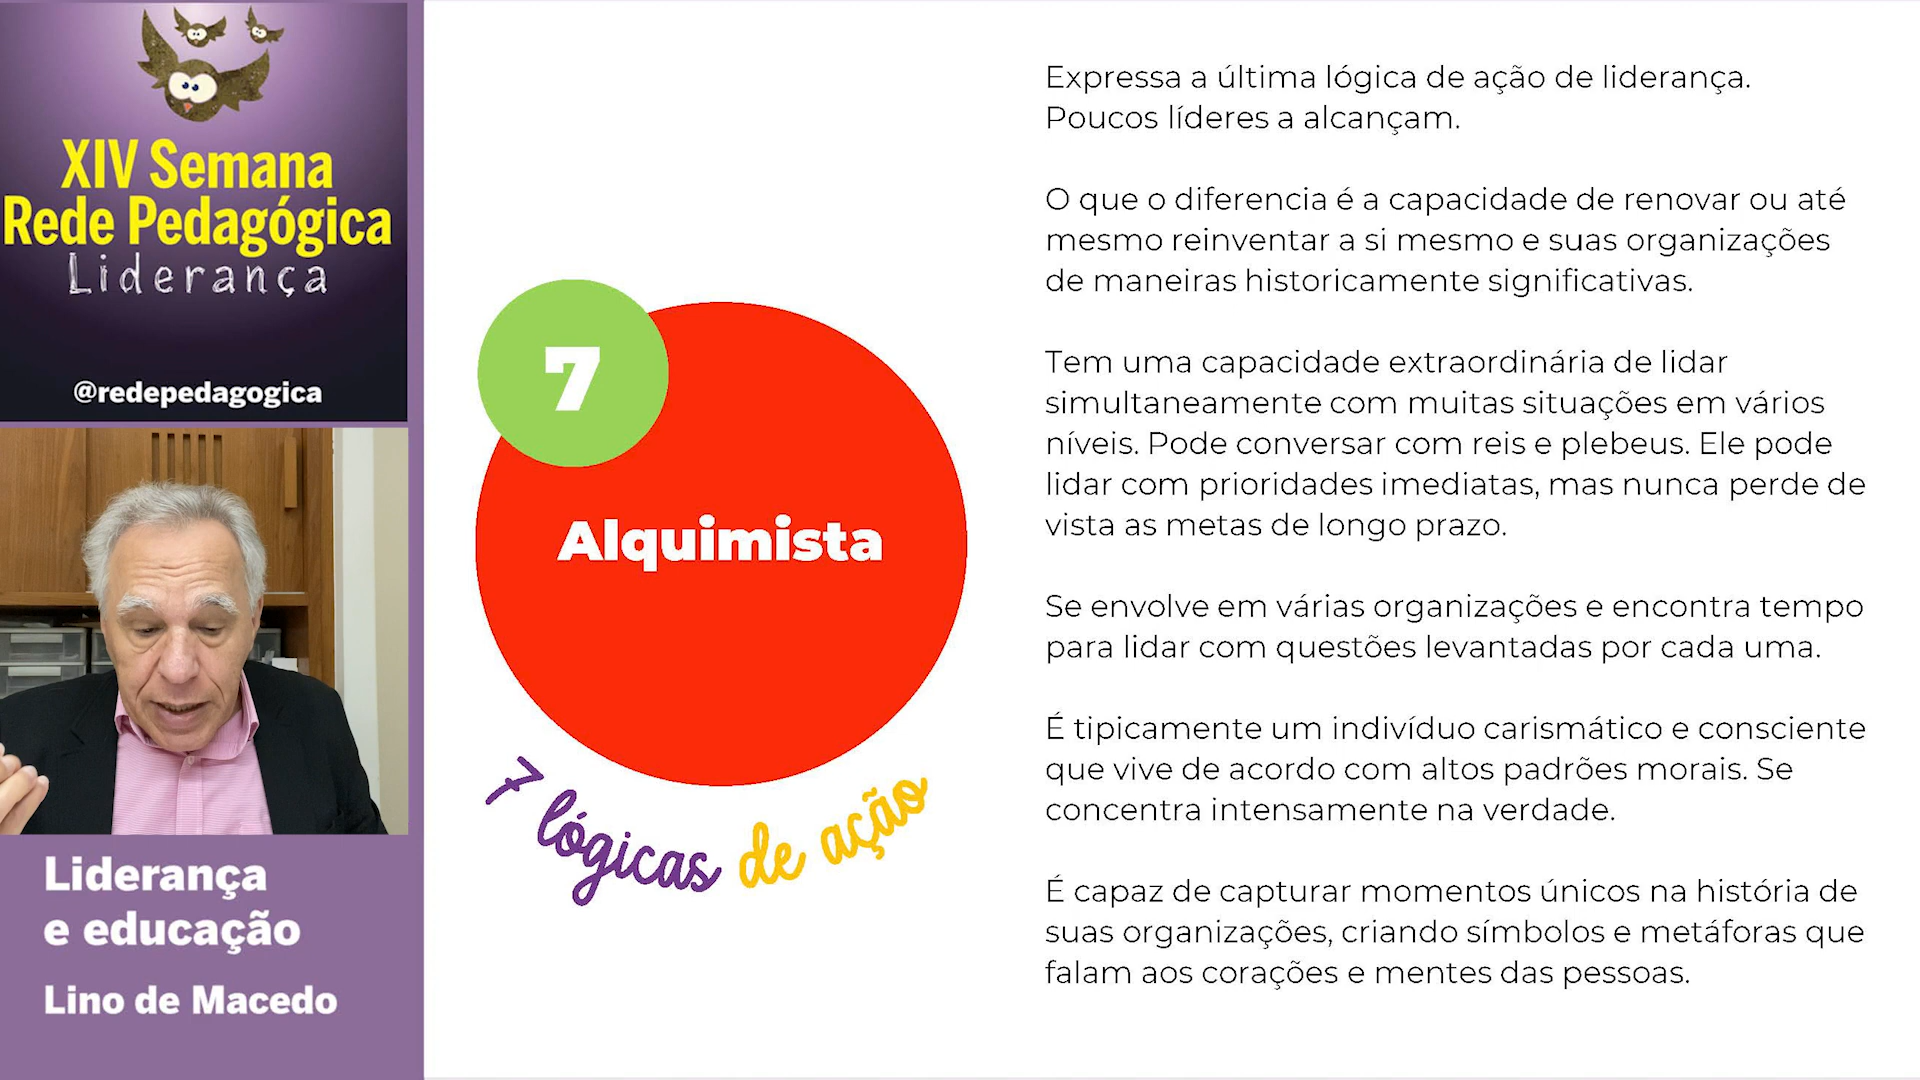 XIV Semana
Rede Pedagógica
Liderança
@redepedagogica
Liderança
e educação
Lino de Macedo
7
Alquimista
7 lógicas de ação
Expressa a última lógica de ação de liderança.
Poucos líderes a alcançam.
O que o diferencia é a capacidade de renovar ou até
mesmo reinventar a si mesmo e suas organizações
de maneiras historicamente significativas.
Tem uma capacidade extraordinária de lidar
simultaneamente com muitas situações em vários
níveis. Pode conversar com reis e plebeus. Ele pode
lidar com prioridades imediatas, mas nunca perde de
vista as metas de longo prazo.
Se envolve em várias organizações e encontra tempo
para lidar com questões levantadas por cada uma.
É tipicamente um indivíduo carismático e consciente
que vive de acordo com altos padrões morais. Se
concentra intensamente na verdade.
É capaz de capturar momentos únicos na história de
suas organizações, criando símbolos e metáforas que
falam aos corações e mentes das pessoas.